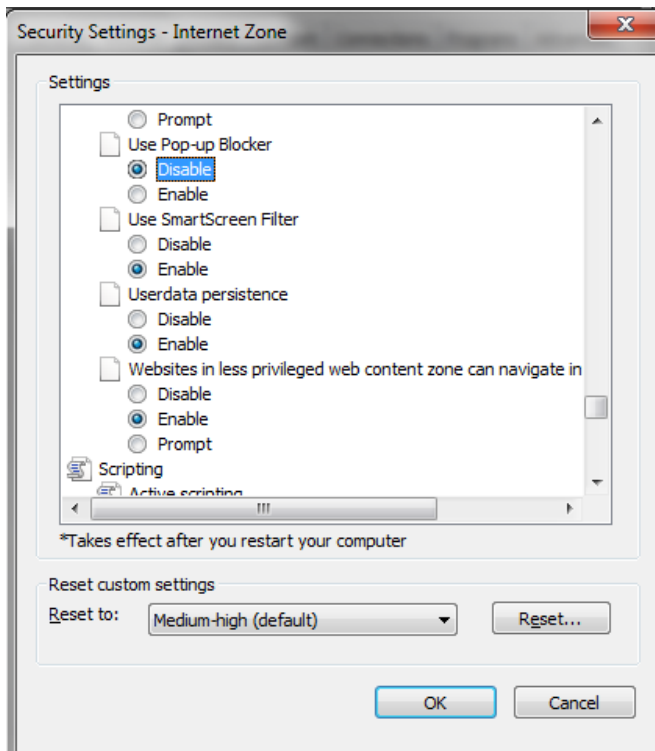 Security Settings - Internet Zone
Settings
Prompt
Use Pop-up Blocker
Disable
Enable
Use SmartScreen Filter
Disable
Enable
Userdata persistence
Disable
Enable
Websites in less privileged web content zone can navigate in
Disable
Enable
Prompt
Scripting
Active scripting
*Takes effect after you restart your computer
Reset custom settings
Reset to: Medium-high (default) Reset...
OK Cancel